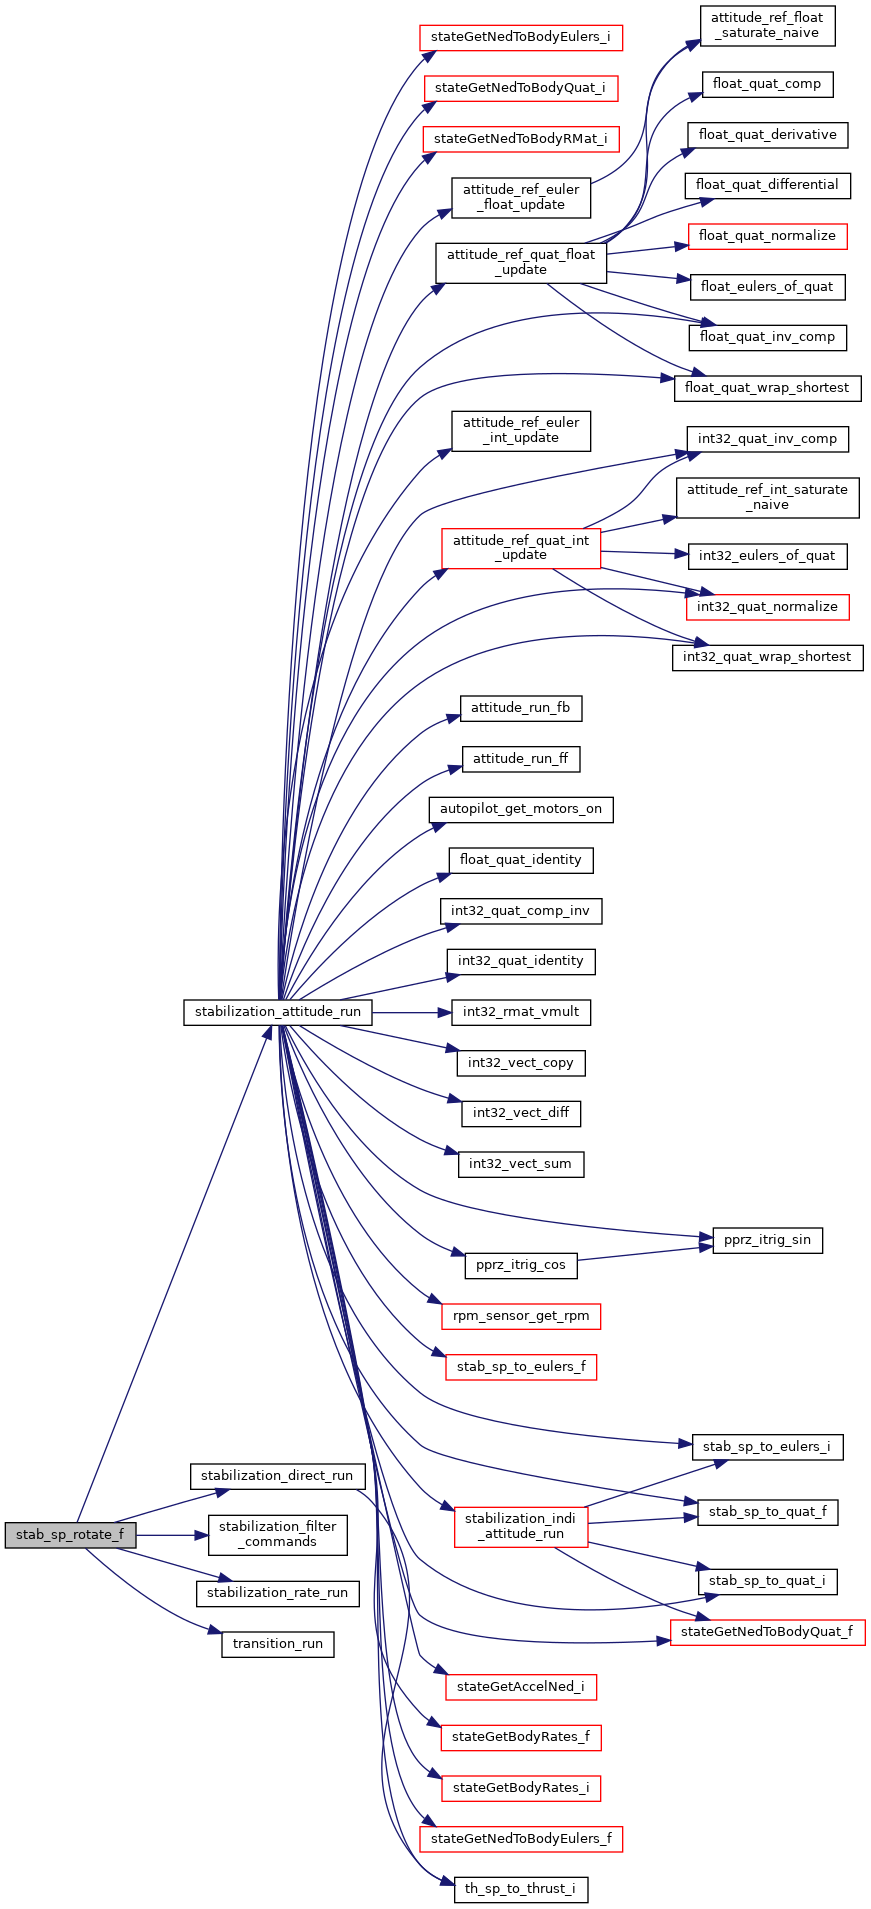 stab_sp_rotate_f
stabilization_attitude_run
stabilization_direct_run
stabilization_filter
_commands
stabilization_rate_run
transition_run
stateGetNedToBodyEulers_i
stateGetNedToBodyQuat_i
stateGetNedToBodyRMat_i
attitude_ref_euler
_float_update
attitude_ref_quat_float
_update
attitude_ref_euler
_int_update
attitude_ref_quat_int
_update
attitude_run_fb
attitude_run_ff
autopilot_get_motors_on
float_quat_identity
int32_quat_comp_inv
int32_quat_identity
int32_rmat_vmult
int32_vect_copy
int32_vect_diff
int32_vect_sum
pprz_itrig_cos
rpm_sensor_get_rpm
stab_sp_to_eulers_f
stabilization_indi
_attitude_run
stateGetAccelNed_i
stateGetBodyRates_f
stateGetBodyRates_i
stateGetNedToBodyEulers_f
th_sp_to_thrust_i
attitude_ref_float
_saturate_naive
float_quat_comp
float_quat_derivative
float_quat_differential
float_quat_normalize
float_eulers_of_quat
float_quat_inv_comp
float_quat_wrap_shortest
int32_quat_inv_comp
attitude_ref_int_saturate
_naive
int32_eulers_of_quat
int32_quat_normalize
int32_quat_wrap_shortest
pprz_itrig_sin
stab_sp_to_eulers_i
stab_sp_to_quat_f
stab_sp_to_quat_i
stateGetNedToBodyQuat_f